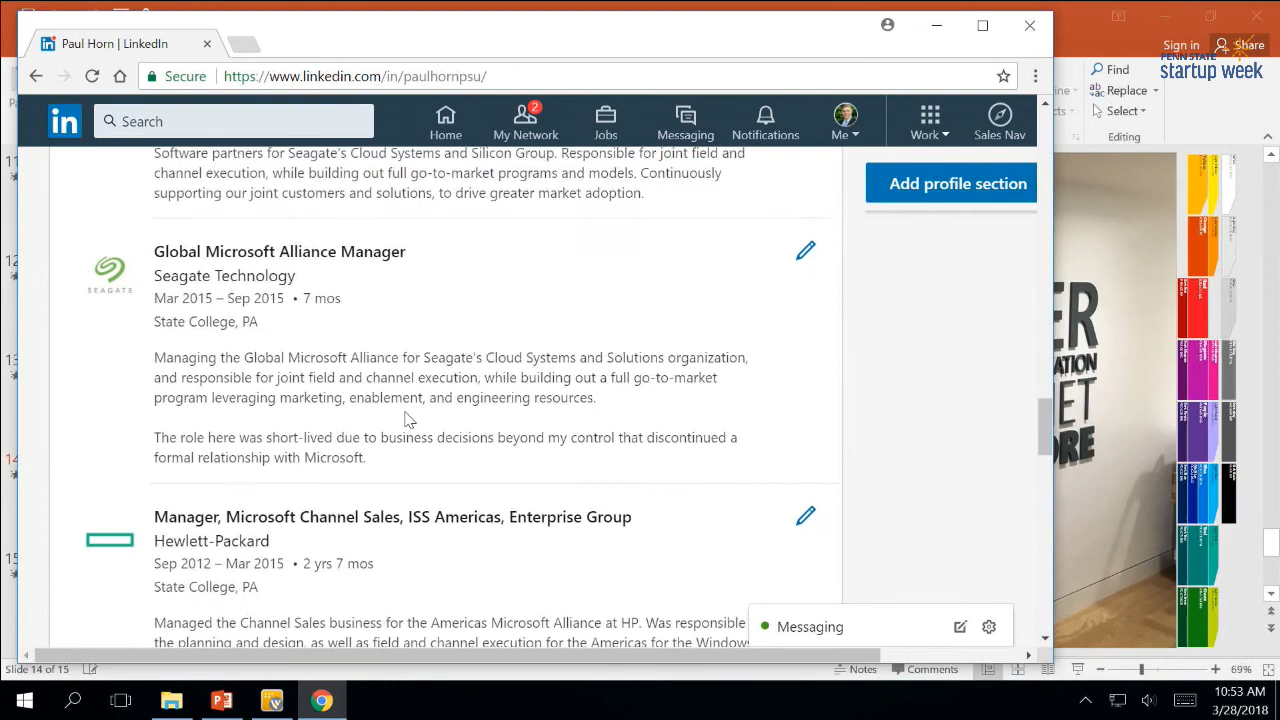 Paul Horn | LinkedIn
Sign in
Share
PENN STATE
startup week
Secure
https://www.linkedin.com/in/paulhornpsu/
Find
Replace
Select
Editing
in
Search
Home
2
My Network
Jobs
Messaging
Notifications
Me
Work
Sales Nav
Software partners for Seagate's Cloud Systems and Silicon Group. Responsible for joint field and
channel execution, while building out full go-to-market programs and models. Continuously
supporting our joint customers and solutions, to drive greater market adoption.
Add profile section
Global Microsoft Alliance Manager
SEAGATE
Seagate Technology
Mar 2015 – Sep 2015 • 7 mos
State College, PA
Managing the Global Microsoft Alliance for Seagate's Cloud Systems and Solutions organization,
and responsible for joint field and channel execution, while building out a full go-to-market
program leveraging marketing, enablement, and engineering resources.
The role here was short-lived due to business decisions beyond my control that discontinued a
formal relationship with Microsoft.
Manager, Microsoft Channel Sales, ISS Americas, Enterprise Group
Hewlett-Packard
Sep 2012 – Mar 2015 • 2 yrs 7 mos
State College, PA
Managed the Channel Sales business for the Americas Microsoft Alliance at HP. Was responsible
the planning and design, as well as field and channel execution for the Americas for the Windows
Messaging
Slide 14 of 15
Notes
Comments
69%
10:53 AM
3/28/2018